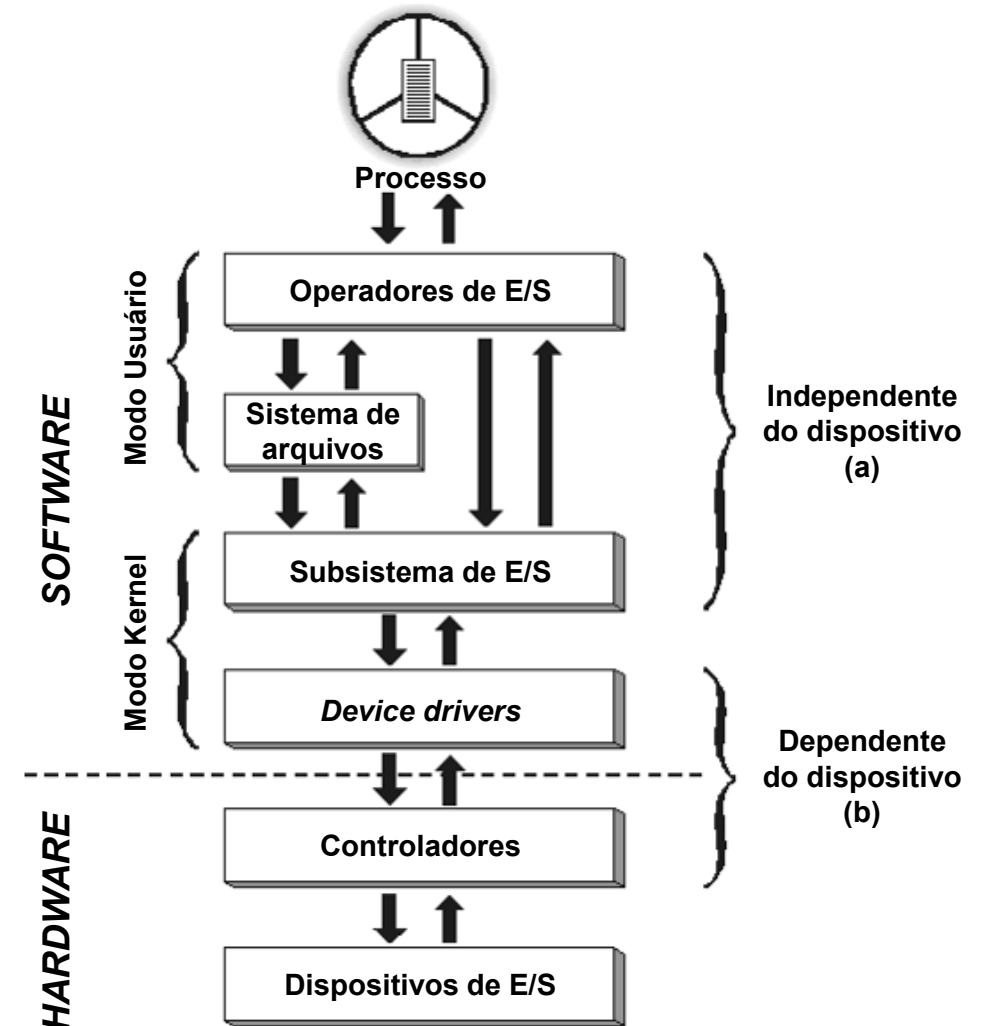 Processo
Operadores de E/S
Modo Usuário
Sistema de
arquivos
Independente
do dispositivo
(a)
SOFTWARE
Subsistema de E/S
Modo Kernel
Device drivers
Dependente
do dispositivo
(b)
Controladores
HARDWARE
Dispositivos de E/S